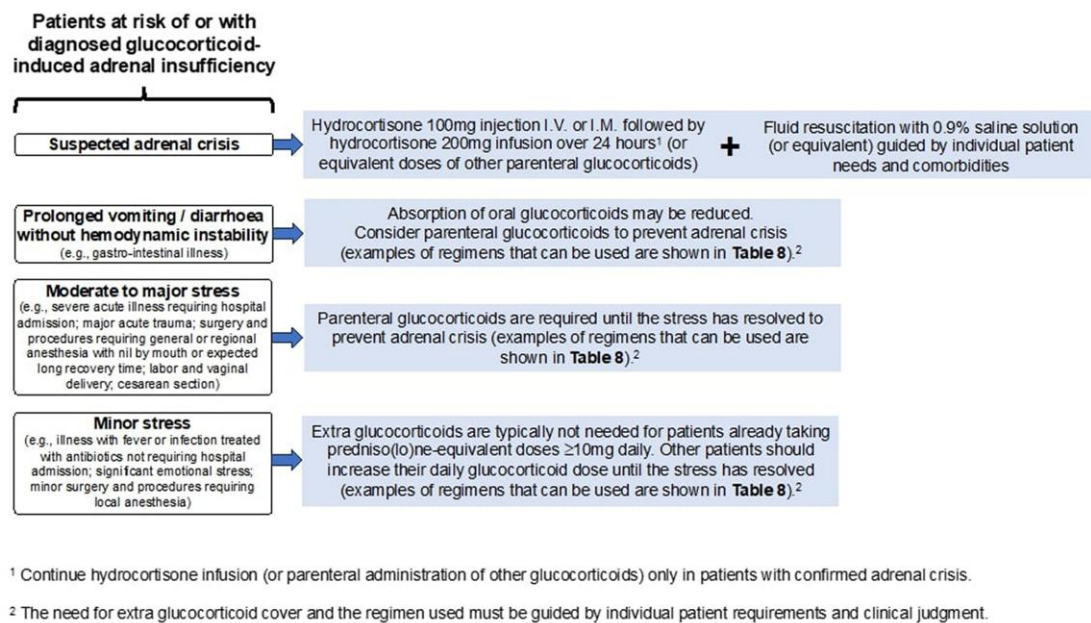 Patients at risk of or with
diagnosed glucocorticoid-
induced adrenal insufficiency
Suspected adrenal crisis
Hydrocortisone 100mg injection I.V. or I.M. followed by
hydrocortisone 200mg infusion over 24 hours¹ (or
equivalent doses of other parenteral glucocorticoids)
+
Fluid resuscitation with 0.9% saline solution
(or equivalent) guided by individual patient
needs and comorbidities
Prolonged vomiting / diarrhoea
without hemodynamic instability
(e.g., gastro-intestinal illness)
Absorption of oral glucocorticoids may be reduced.
Consider parenteral glucocorticoids to prevent adrenal crisis
(examples of regimens that can be used are shown in Table 8).²
Moderate to major stress
(e.g., severe acute illness requiring hospital
admission; major acute trauma; surgery and
procedures requiring general or regional
anesthesia with nil by mouth or expected
long recovery time; labor and vaginal
delivery; cesarean section)
Parenteral glucocorticoids are required until the stress has resolved to
prevent adrenal crisis (examples of regimens that can be used are
shown in Table 8).²
Minor stress
(e.g., illness with fever or infection treated
with antibiotics not requiring hospital
admission; significant emotional stress;
minor surgery and procedures requiring
local anesthesia)
Extra glucocorticoids are typically not needed for patients already taking
predniso(lo)ne-equivalent doses ≥10mg daily. Other patients should
increase their daily glucocorticoid dose until the stress has resolved
(examples of regimens that can be used are shown in Table 8).²
¹ Continue hydrocortisone infusion (or parenteral administration of other glucocorticoids) only in patients with confirmed adrenal crisis.
² The need for extra glucocorticoid cover and the regimen used must be guided by individual patient requirements and clinical judgment.